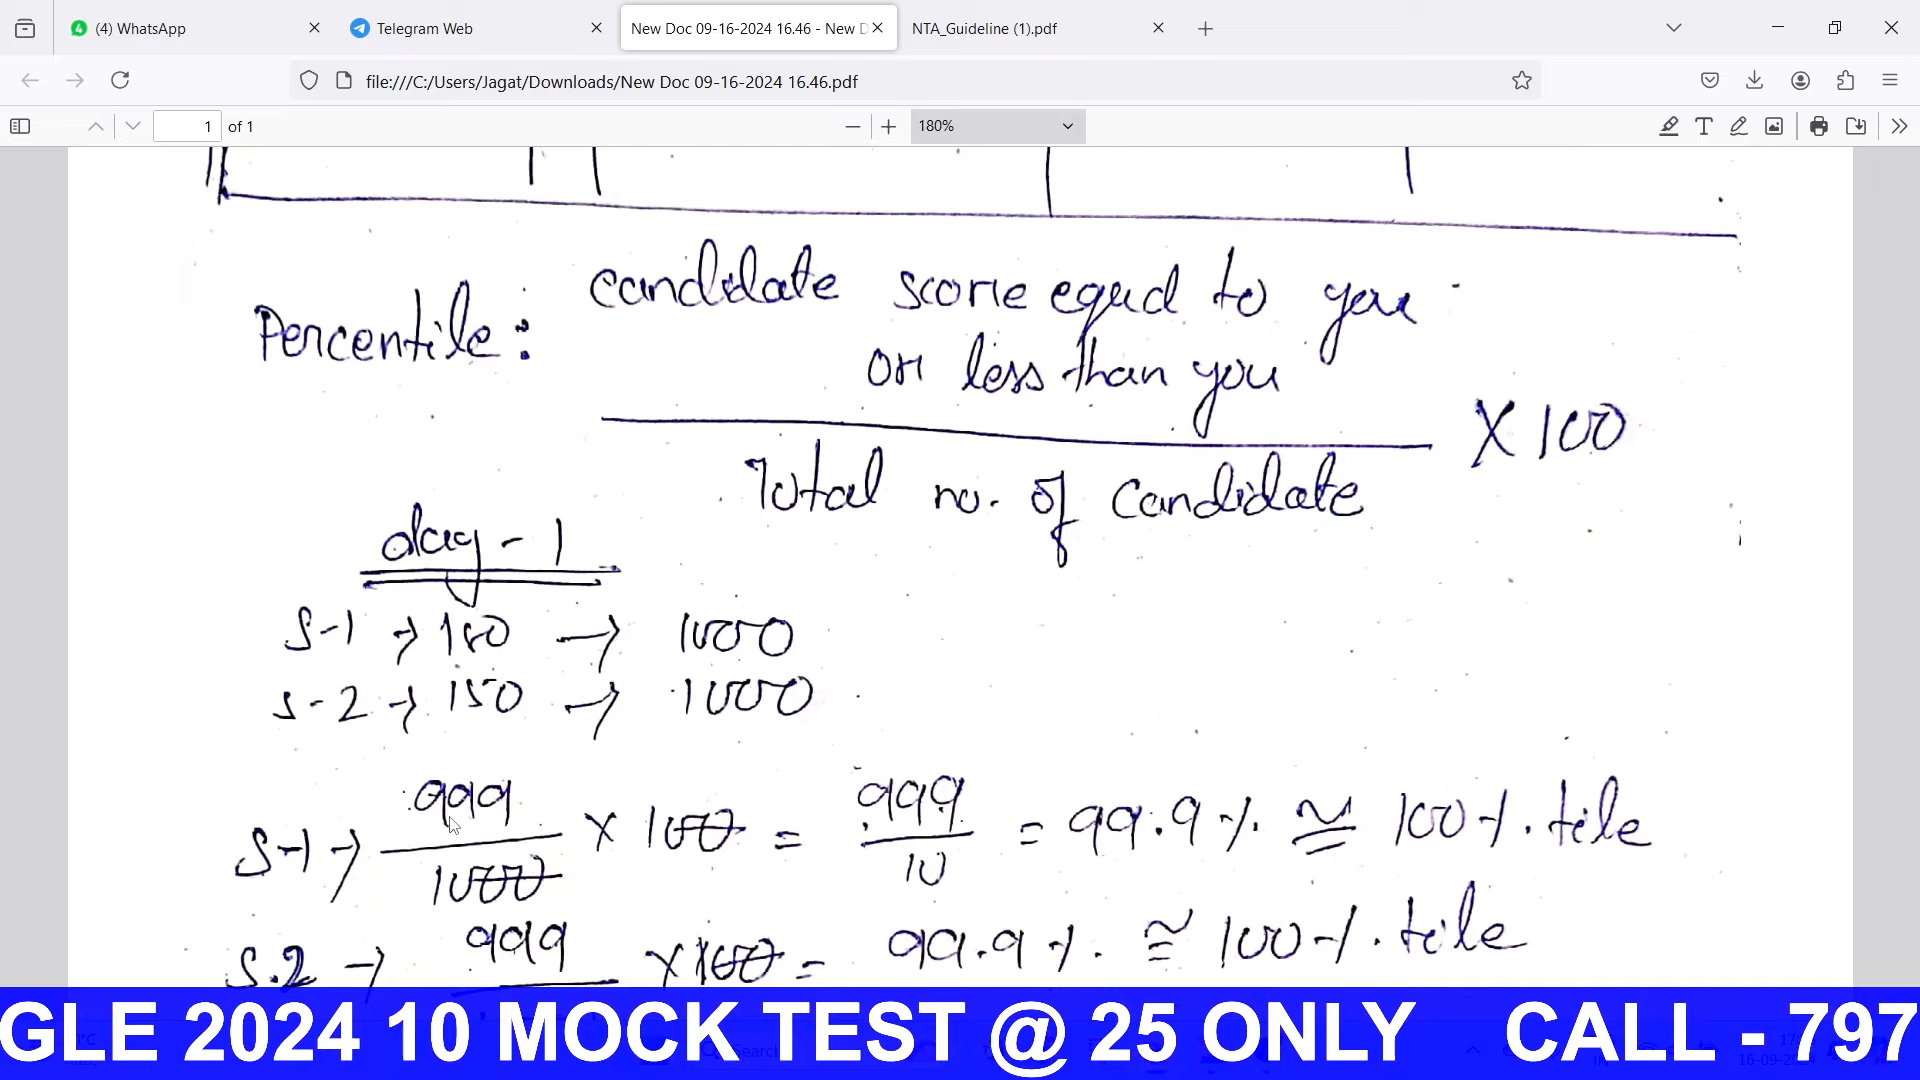 (4) WhatsApp
Telegram Web
New Doc 09-16-2024 16.46 - New D
NTA_Guideline (1).pdf
file:///C:/Users/Jagat/Downloads/New Doc 09-16-2024 16.46.pdf
1 of 1
180%
Percentile: candidate score equal to you
or less than you
X 100
Total no. of candidate
day - 1
S-1 → 180 → 1000
S-2 → 150 → 1000
S-1 → 999/1000 × 100 = 999/10 = 99.9% ≅ 100%.tile
S.2 → 999 ×100 = 99.9%. ≅ 100%.tile
GLE 2024 10 MOCK TEST @ 25 ONLY CALL - 797
Search